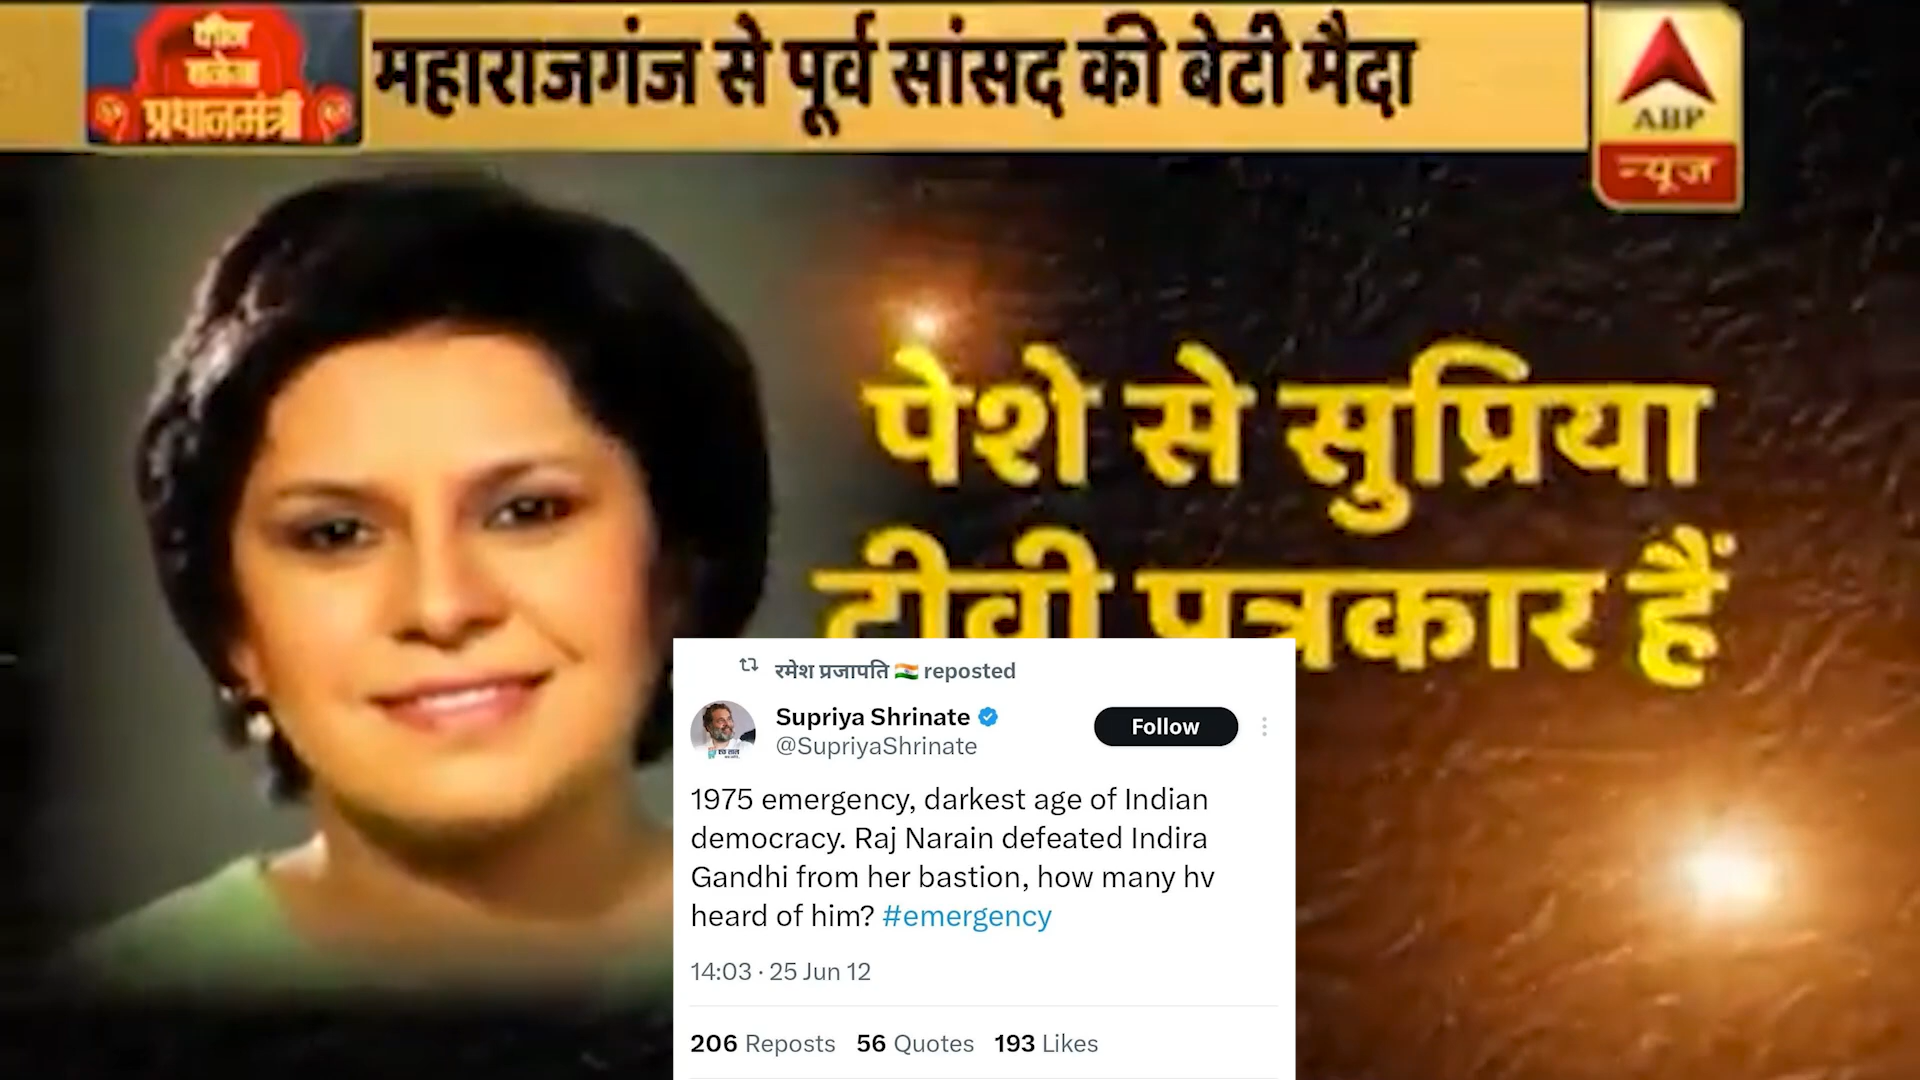 कौन
बनेगा
प्रधानमंत्री
महाराजगंज से पूर्व सांसद की बेटी मैदा
ABP
न्यूज़
पेशे से सुप्रिया
टीवी पत्रकार हैं
रमेश प्रजापति 🇮🇳 reposted
Supriya Shrinate
@SupriyaShrinate
Follow
1975 emergency, darkest age of Indian
democracy. Raj Narain defeated Indira
Gandhi from her bastion, how many hv
heard of him? #emergency
14:03 · 25 Jun 12
206 Reposts 56 Quotes 193 Likes